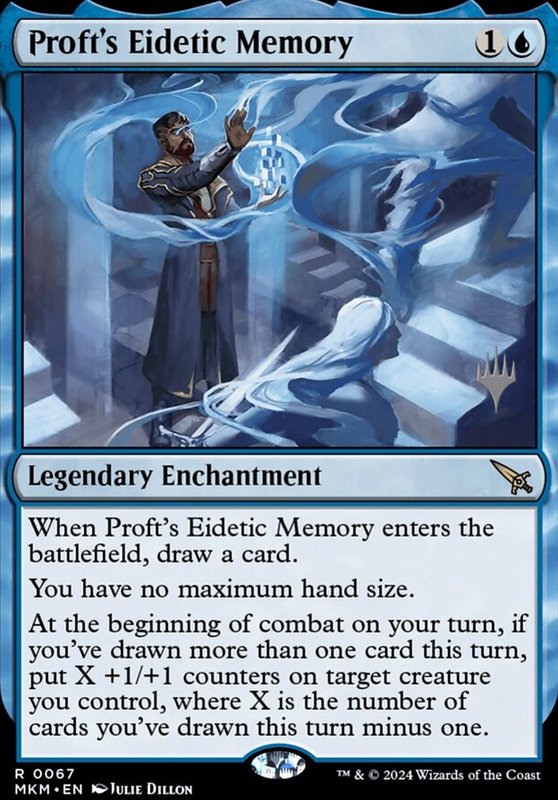 Proft's Eidetic Memory 1
Legendary Enchantment
When Proft's Eidetic Memory enters the
battlefield, draw a card.
You have no maximum hand size.
At the beginning of combat on your turn, if
you've drawn more than one card this turn,
put X +1/+1 counters on target creature
you control, where X is the number of
cards you've drawn this turn minus one.
R 0067
MKM • EN Julie Dillon
™ & © 2024 Wizards of the Coast